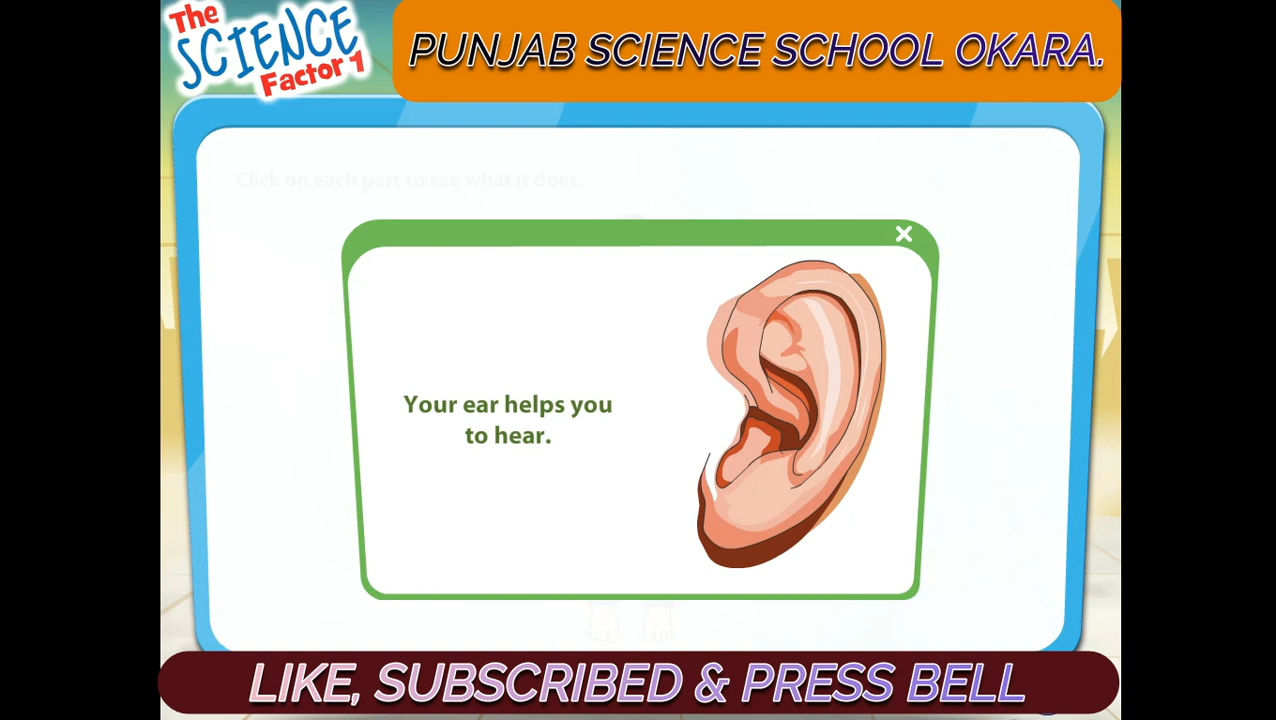 The
SCIENCE
Factor 1
PUNJAB SCIENCE SCHOOL OKARA.
Click on each part to see what it does.
Your ear helps you
to hear.
LIKE, SUBSCRIBED & PRESS BELL